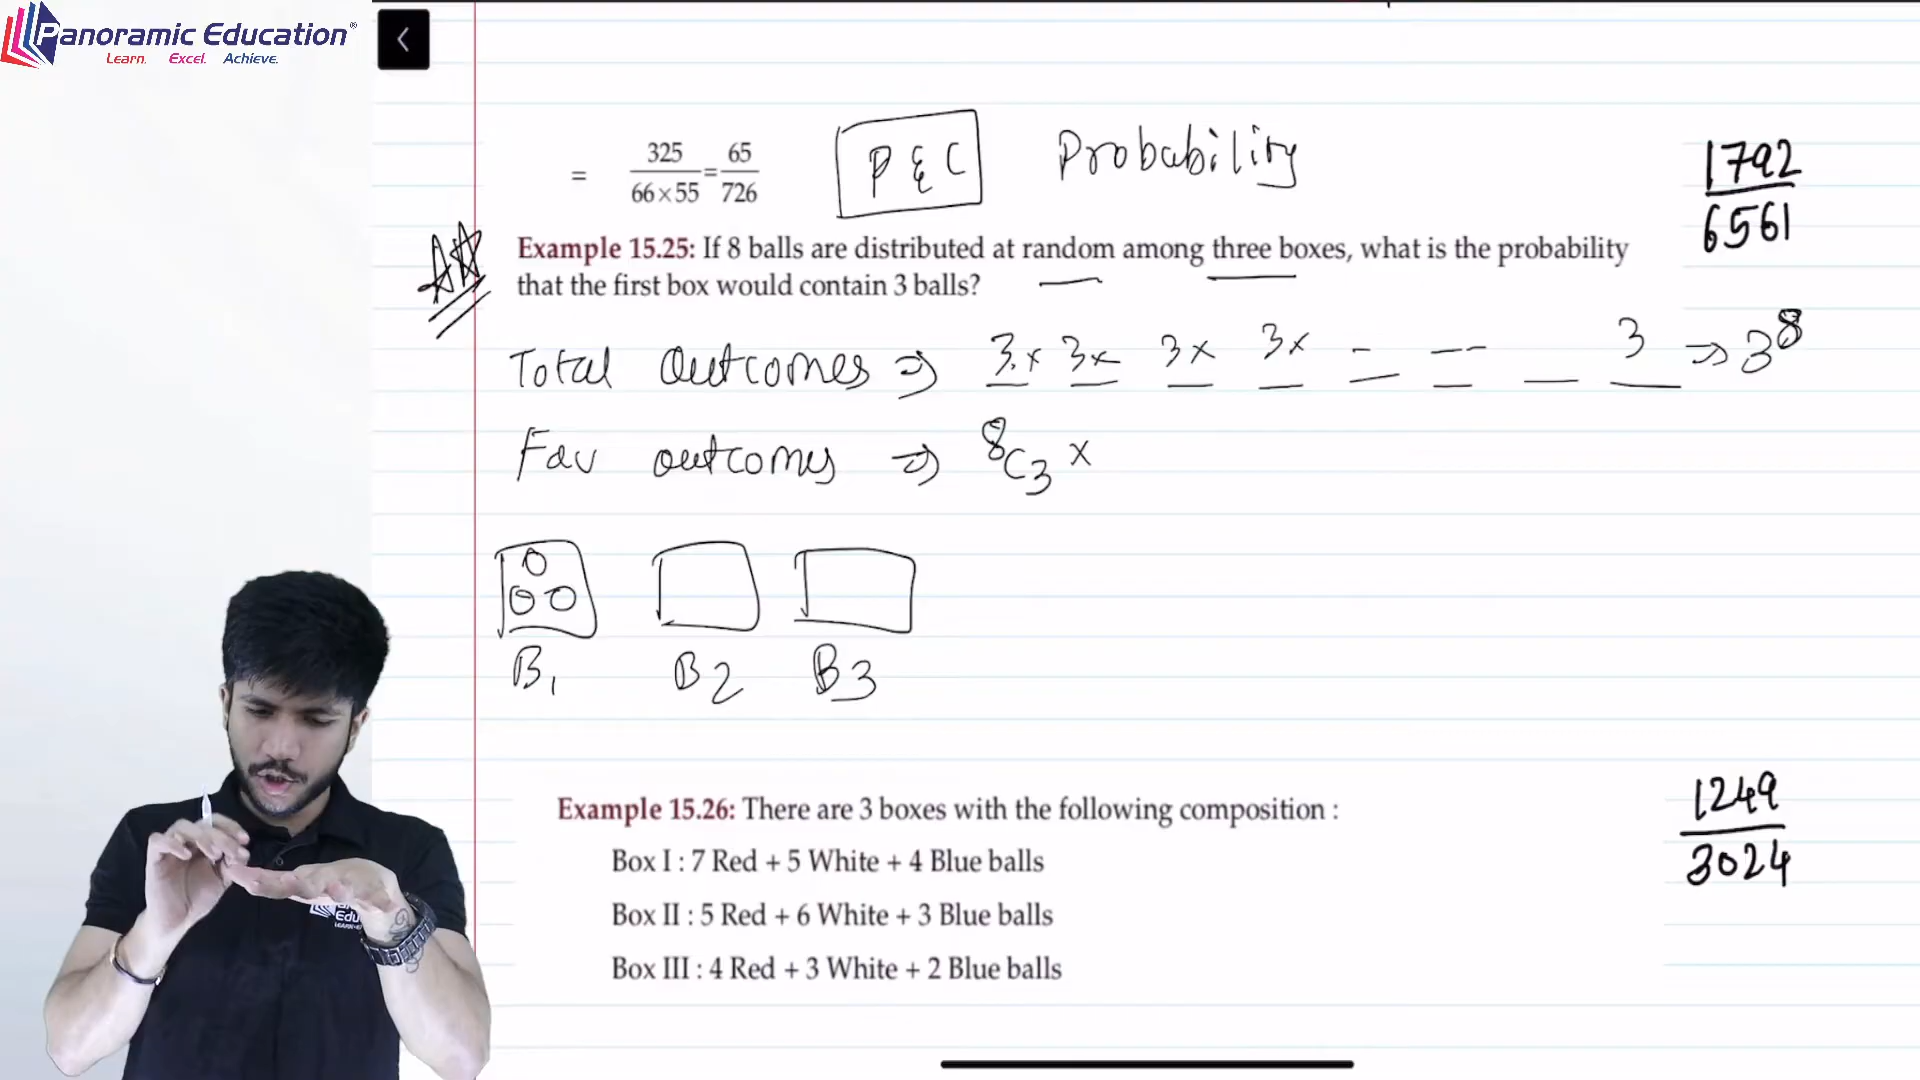 Panoramic Education®
Learn. Excel. Achieve.
= 325/66×55 = 65/726
P & C
Probability
1792/6561
Example 15.25: If 8 balls are distributed at random among three boxes, what is the probability
that the first box would contain 3 balls?
Total outcomes ⇒ 3 × 3 × 3 × 3 × - -- 3 ⇒ 3⁸
Fav outcomes ⇒ ⁸C₃ ×
B₁ B2 B3
Example 15.26: There are 3 boxes with the following composition :
1249/3024
Box I : 7 Red + 5 White + 4 Blue balls
Box II : 5 Red + 6 White + 3 Blue balls
Box III : 4 Red + 3 White + 2 Blue balls